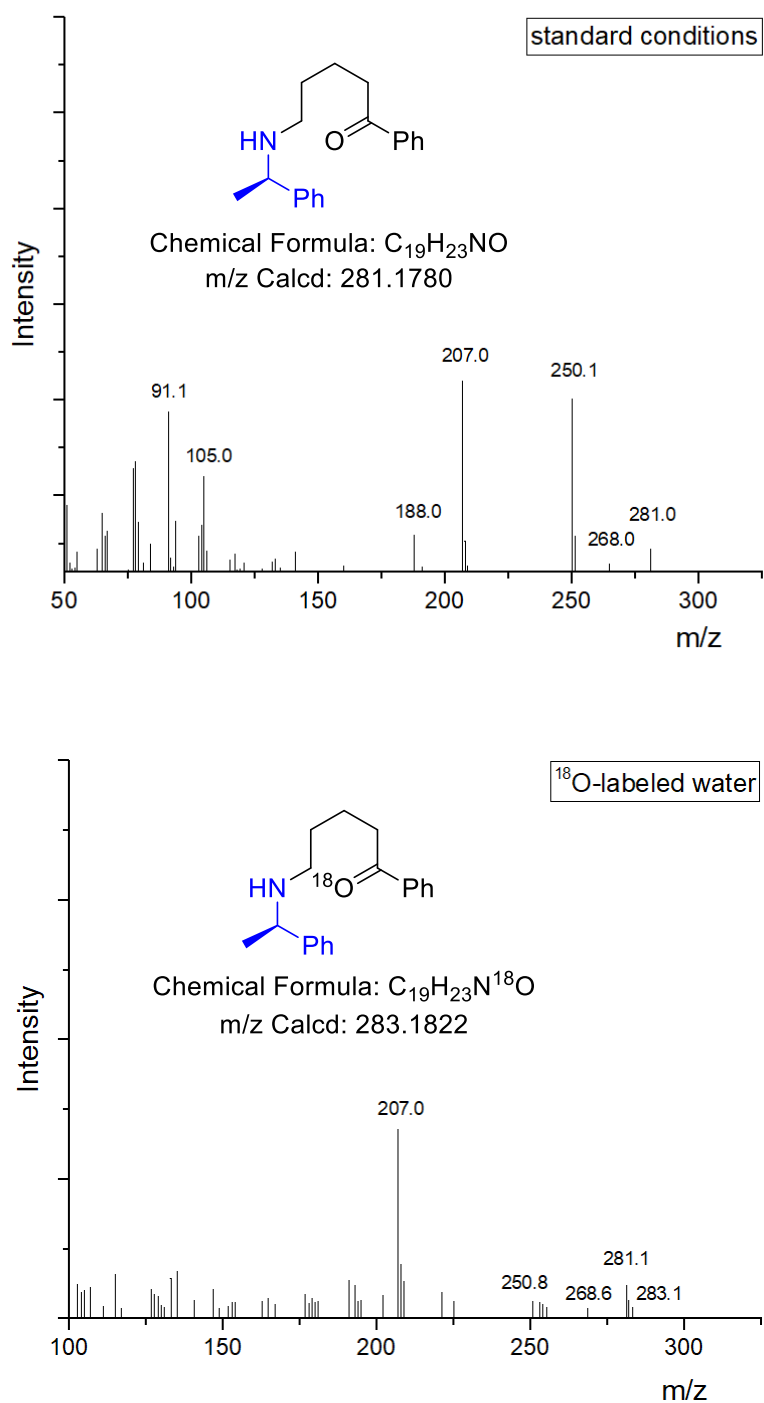 standard conditions
HN
O
Ph
Ph
Chemical Formula: C₁₉H₂₃NO
m/z Calcd: 281.1780
Intensity
207.0
250.1
91.1
105.0
188.0
268.0
281.0
50
100
150
200
250
300
m/z
¹⁸O-labeled water
HN
¹⁸O
Ph
Ph
Chemical Formula: C₁₉H₂₃N¹⁸O
m/z Calcd: 283.1822
Intensity
207.0
281.1
250.8
268.6
283.1
100
150
200
250
300
m/z